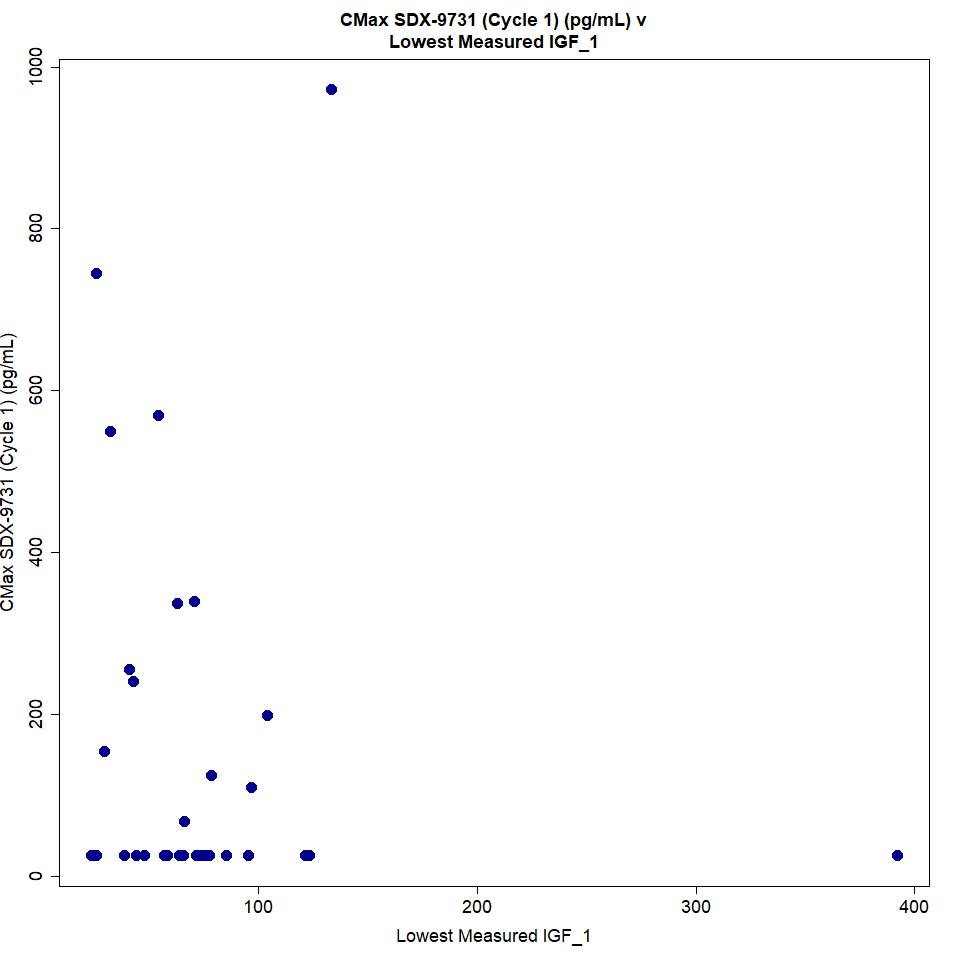 CMax SDX-9731 (Cycle 1) (pg/mL) v
Lowest Measured IGF_1
CMax SDX-9731 (Cycle 1) (pg/mL)
1000
800
600
400
200
0
100
200
300
400
Lowest Measured IGF_1